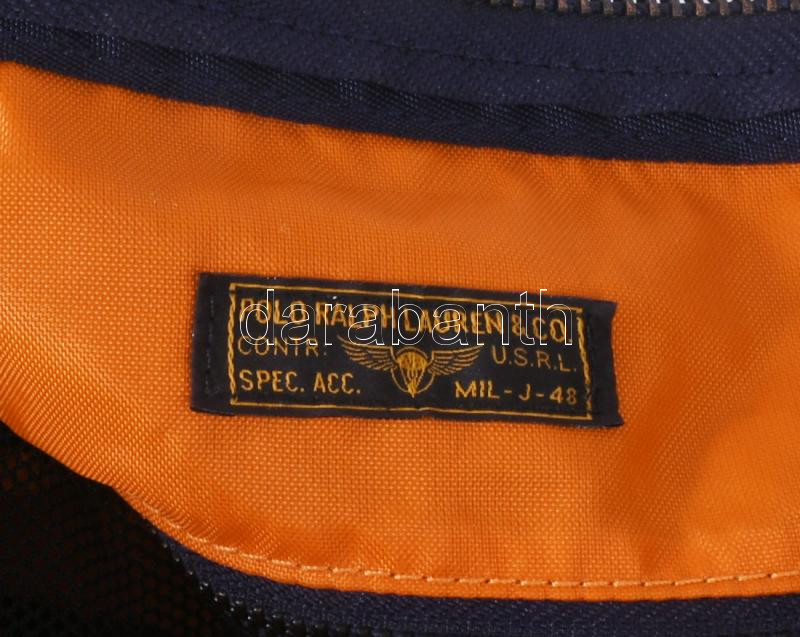 POLO RALPH LAUREN & CO
CONTR: U.S.R.L.
SPEC. ACC. MIL-J-48
darabanth